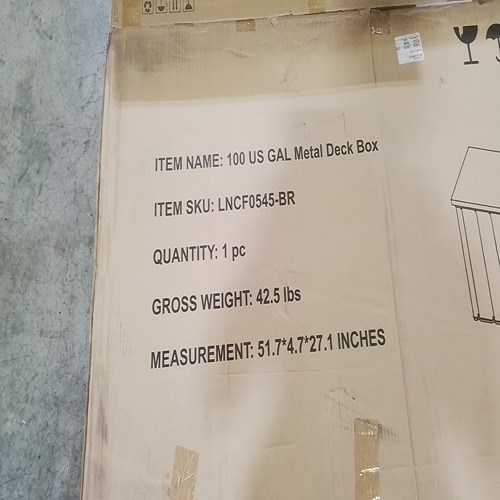 ITEM NAME: 100 US GAL Metal Deck Box
ITEM SKU: LNCF0545-BR
QUANTITY: 1 pc
GROSS WEIGHT: 42.5 lbs
MEASUREMENT: 51.7*4.7*27.1 INCHES